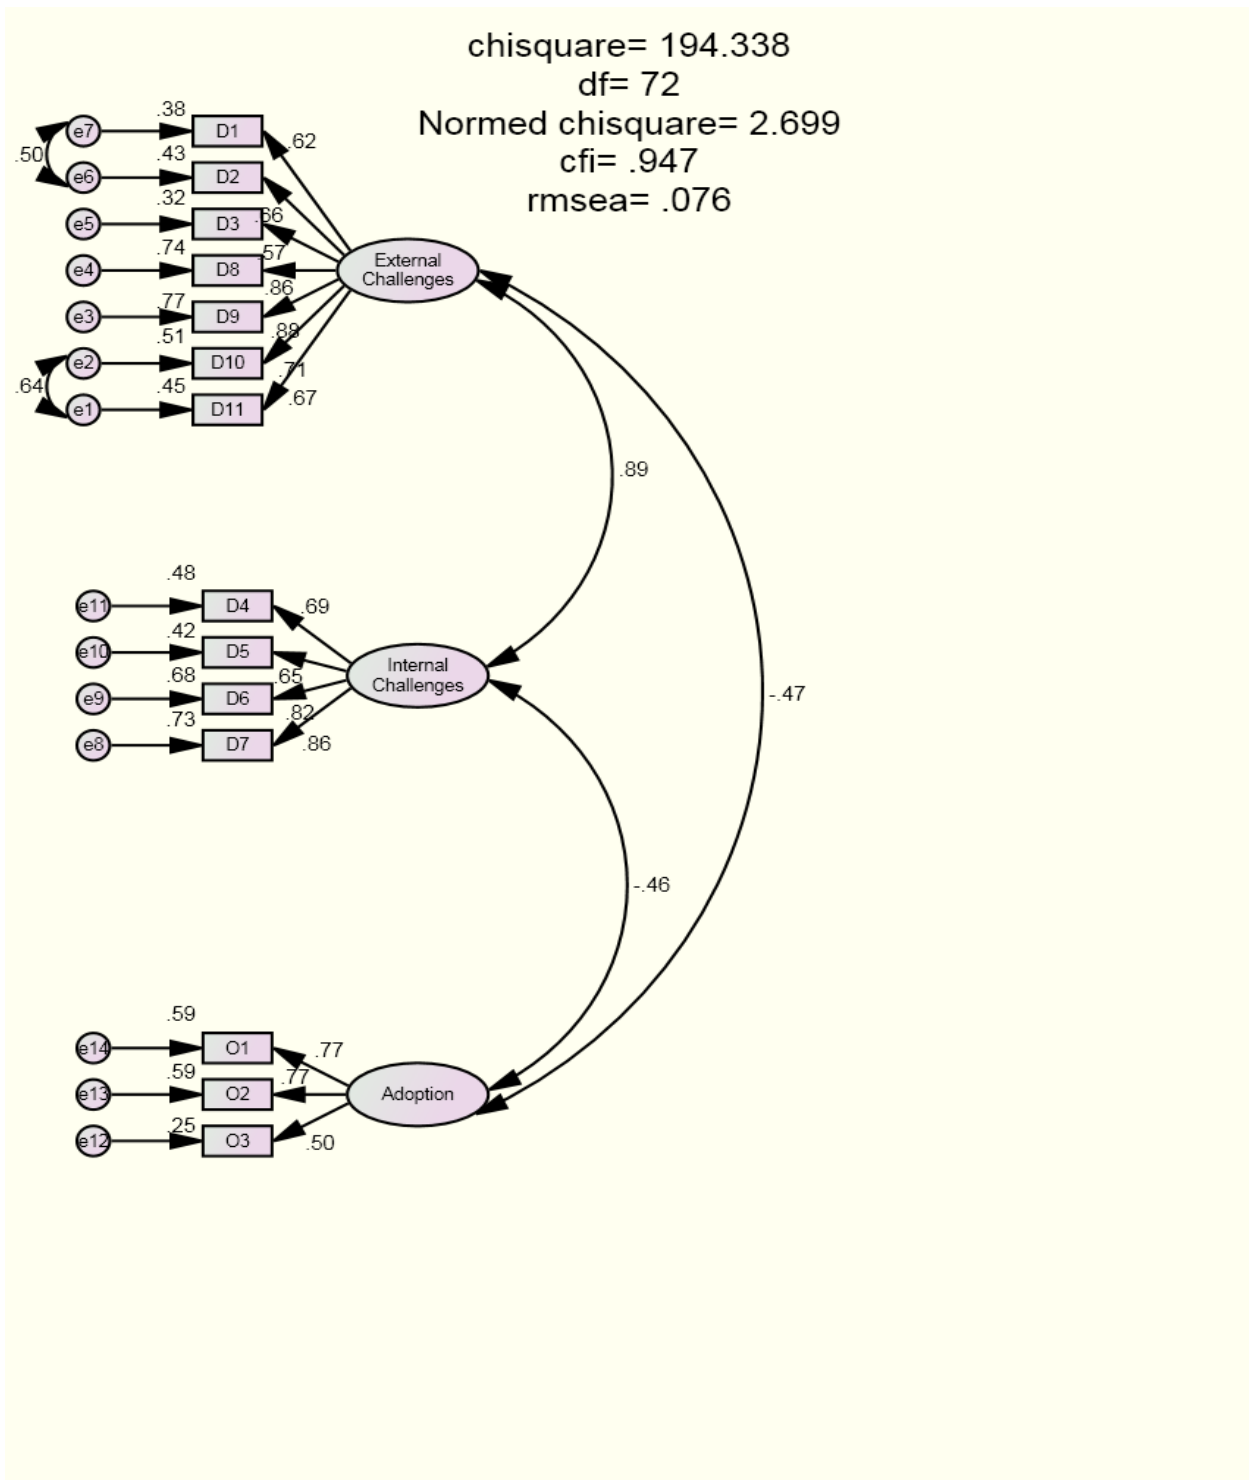 chisquare= 194.338
df= 72
Normed chisquare= 2.699
cfi= .947
rmsea= .076
.38
e7
D1
.62
.50
.43
e6
D2
.32
.66
e5
D3
.74
.57
e4
D8
External
Challenges
.86
.77
e3
D9
.51
.88
e2
D10
.71
.64
.45
.67
e1
D11
.89
.48
e11
D4
.69
.42
e10
D5
.68
.65
Internal
Challenges
e9
D6
.73
.82
e8
D7
.86
-.47
-.46
.59
e14
O1
.77
.59
.77
e13
O2
Adoption
.25
e12
O3
.50